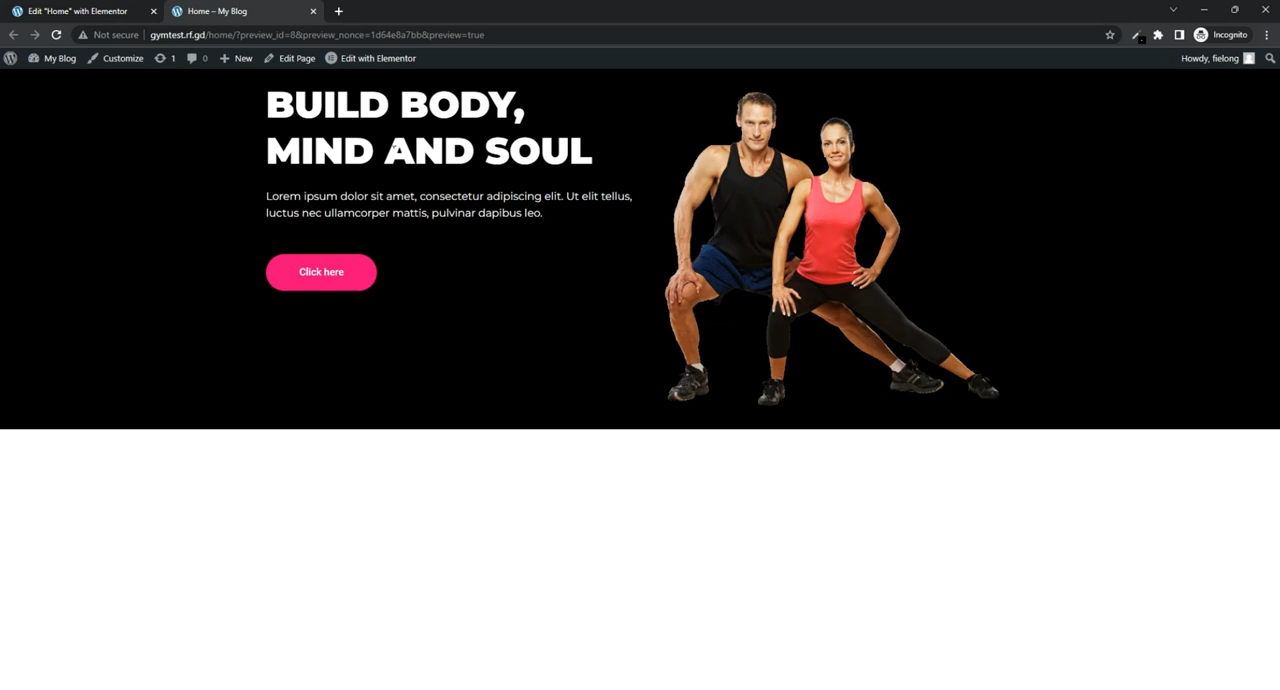 Edit "Home" with Elementor
Home – My Blog
Not secure
gymtest.rf.gd/home/?preview_id=8&preview_nonce=1d64e8a7bb&preview=true
Incognito
My Blog
Customize
1
0
New
Edit Page
Edit with Elementor
Howdy, fielong
BUILD BODY,
MIND AND SOUL
Lorem ipsum dolor sit amet, consectetur adipiscing elit. Ut elit tellus,
luctus nec ullamcorper mattis, pulvinar dapibus leo.
Click here